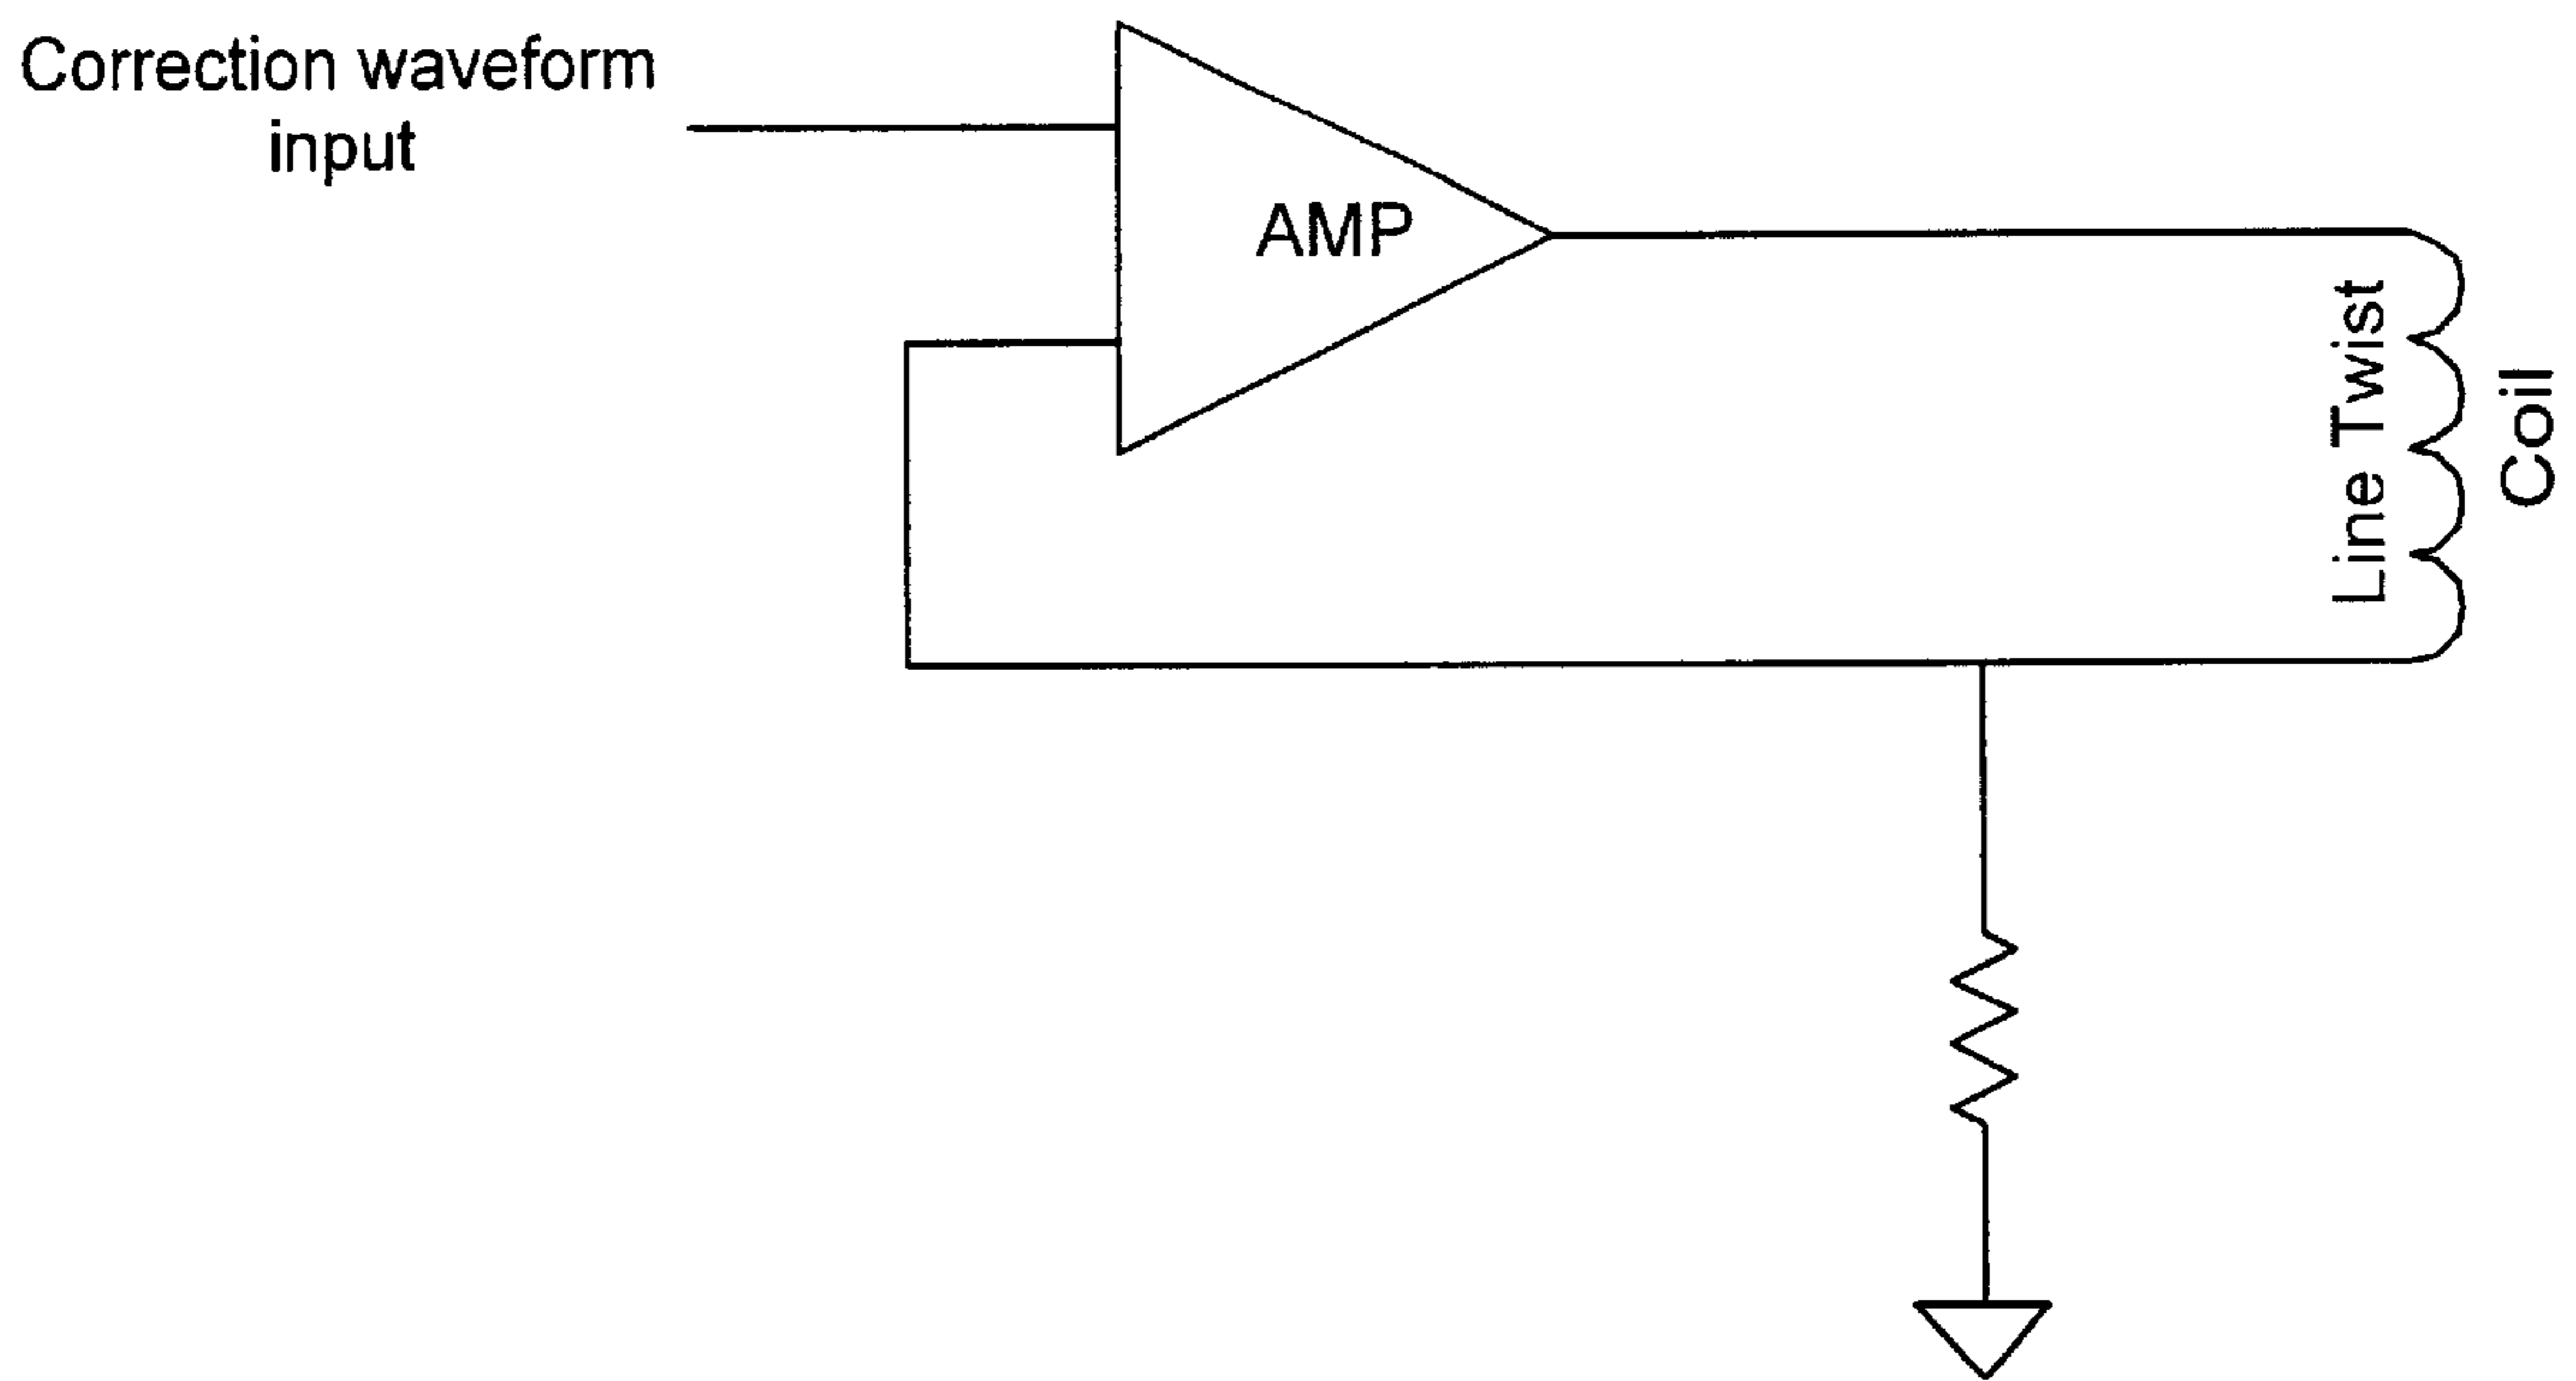 Correction waveform
input
AMP
Line Twist
Coil